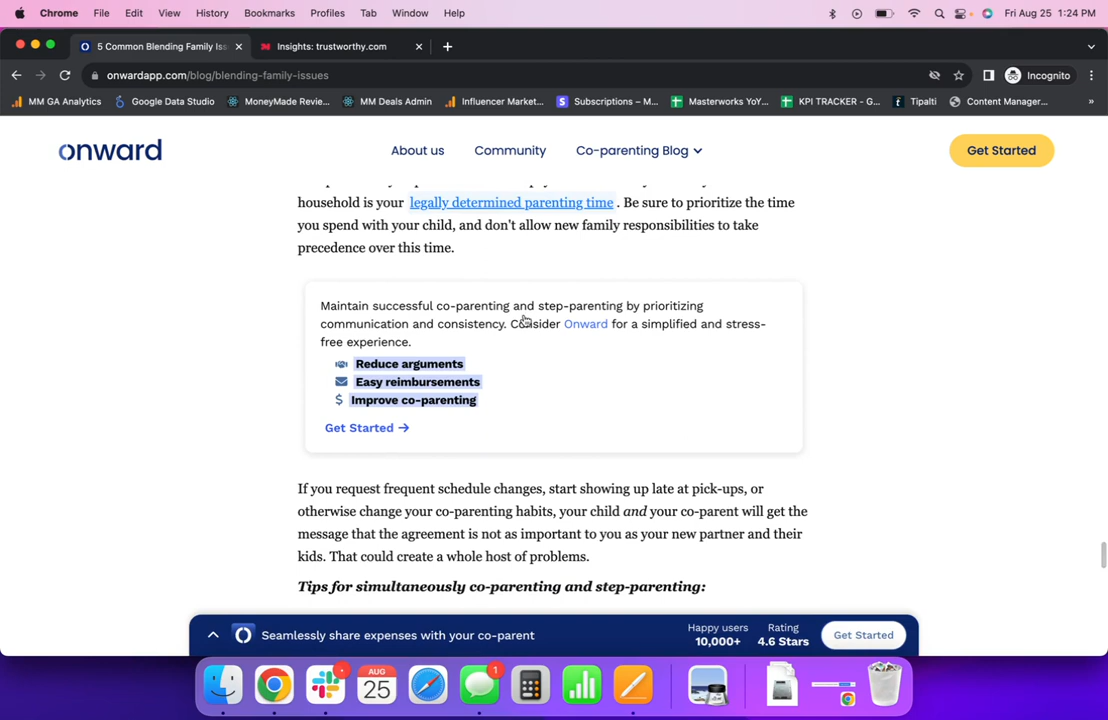 Chrome File Edit View History Bookmarks Profiles Tab Window Help Fri Aug 25 1:24 PM
5 Common Blending Family Iss Insights: trustworthy.com
onwardapp.com/blog/blending-family-issues Incognito
MM GA Analytics Google Data Studio MoneyMade Revie... MM Deals Admin Influencer Market... Subscriptions – M... Masterworks YoY... KPI TRACKER - G... Tipalti Content Manager... »
onward About us Community Co-parenting Blog Get Started
household is your legally determined parenting time . Be sure to prioritize the time
you spend with your child, and don't allow new family responsibilities to take
precedence over this time.
Maintain successful co-parenting and step-parenting by prioritizing
communication and consistency. Consider Onward for a simplified and stress-
free experience.
Reduce arguments
Easy reimbursements
$ Improve co-parenting
Get Started →
If you request frequent schedule changes, start showing up late at pick-ups, or
otherwise change your co-parenting habits, your child and your co-parent will get the
message that the agreement is not as important to you as your new partner and their
kids. That could create a whole host of problems.
Tips for simultaneously co-parenting and step-parenting:
Seamlessly share expenses with your co-parent
Happy users
10,000+
Rating
4.6 Stars
Get Started
AUG
25
1